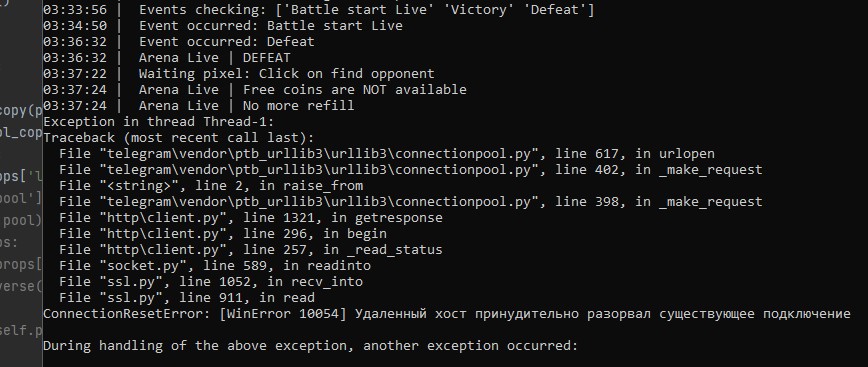 03:33:56 |  Events checking: ['Battle start Live' 'Victory' 'Defeat']
03:34:50 |  Event occurred: Battle start Live
03:36:32 |  Event occurred: Defeat
03:36:32 |  Arena Live | DEFEAT
03:37:22 |  Waiting pixel: Click on find opponent
03:37:24 |  Arena Live | Free coins are NOT available
03:37:24 |  Arena Live | No more refill
Exception in thread Thread-1:
Traceback (most recent call last):
  File "telegram\vendor\ptb_urllib3\urllib3\connectionpool.py", line 617, in urlopen
  File "telegram\vendor\ptb_urllib3\urllib3\connectionpool.py", line 402, in _make_request
  File "<string>", line 2, in raise_from
  File "telegram\vendor\ptb_urllib3\urllib3\connectionpool.py", line 398, in _make_request
  File "http\client.py", line 1321, in getresponse
  File "http\client.py", line 296, in begin
  File "http\client.py", line 257, in _read_status
  File "socket.py", line 589, in readinto
  File "ssl.py", line 1052, in recv_into
  File "ssl.py", line 911, in read
ConnectionResetError: [WinError 10054] Удаленный хост принудительно разорвал существующее подключение
During handling of the above exception, another exception occurred:
copy(p
ol_cop
ops['l
pool']
pool)
ps:
props[
verse(
self.p